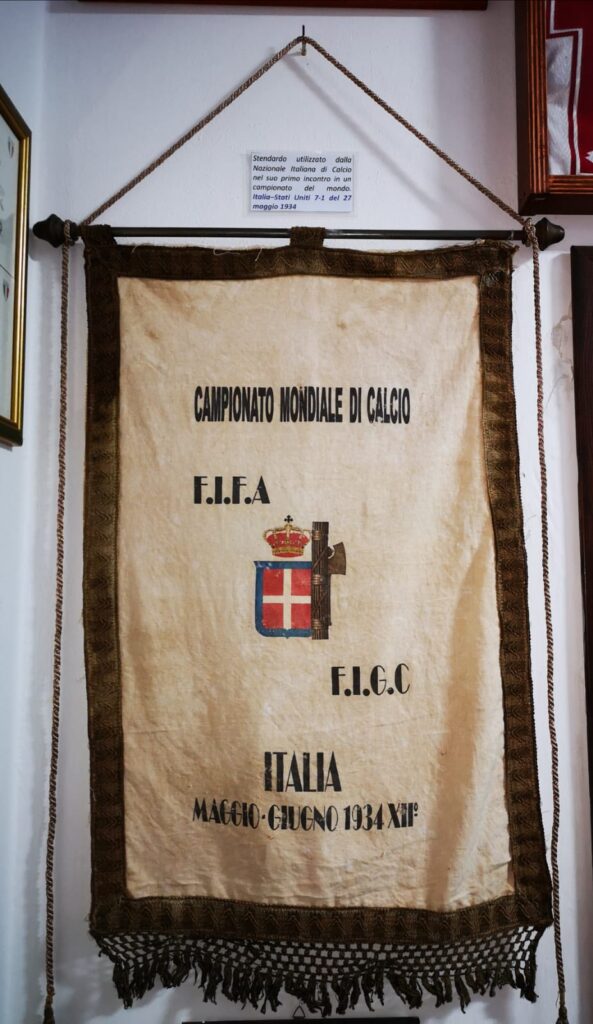 Stendardo utilizzato dalla
Nazionale Italiana di Calcio
nel suo primo incontro in un
campionato del mondo.
Italia–Stati Uniti 7-1 del 27
maggio 1934
CAMPIONATO MONDIALE DI CALCIO
F.I.F.A
F.I.G.C
ITALIA
MAGGIO-GIUGNO 1934 XII°